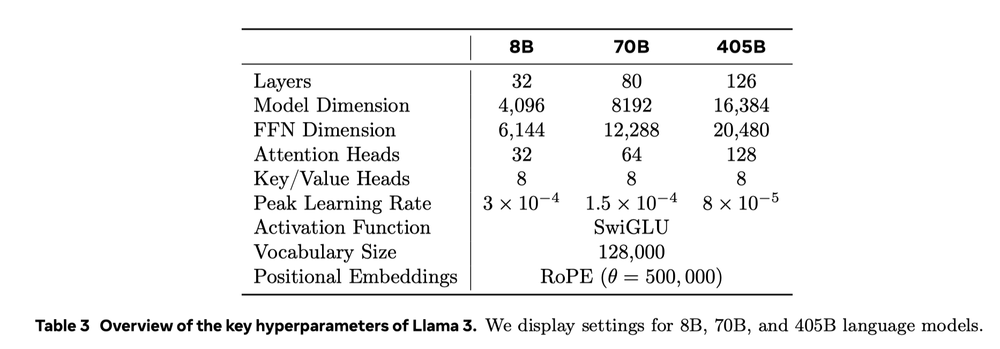 8B 70B 405B
Layers 32 80 126
Model Dimension 4,096 8192 16,384
FFN Dimension 6,144 12,288 20,480
Attention Heads 32 64 128
Key/Value Heads 8 8 8
Peak Learning Rate 3 × 10⁻⁴ 1.5 × 10⁻⁴ 8 × 10⁻⁵
Activation Function SwiGLU
Vocabulary Size 128,000
Positional Embeddings RoPE (θ = 500, 000)
Table 3 Overview of the key hyperparameters of Llama 3. We display settings for 8B, 70B, and 405B language models.